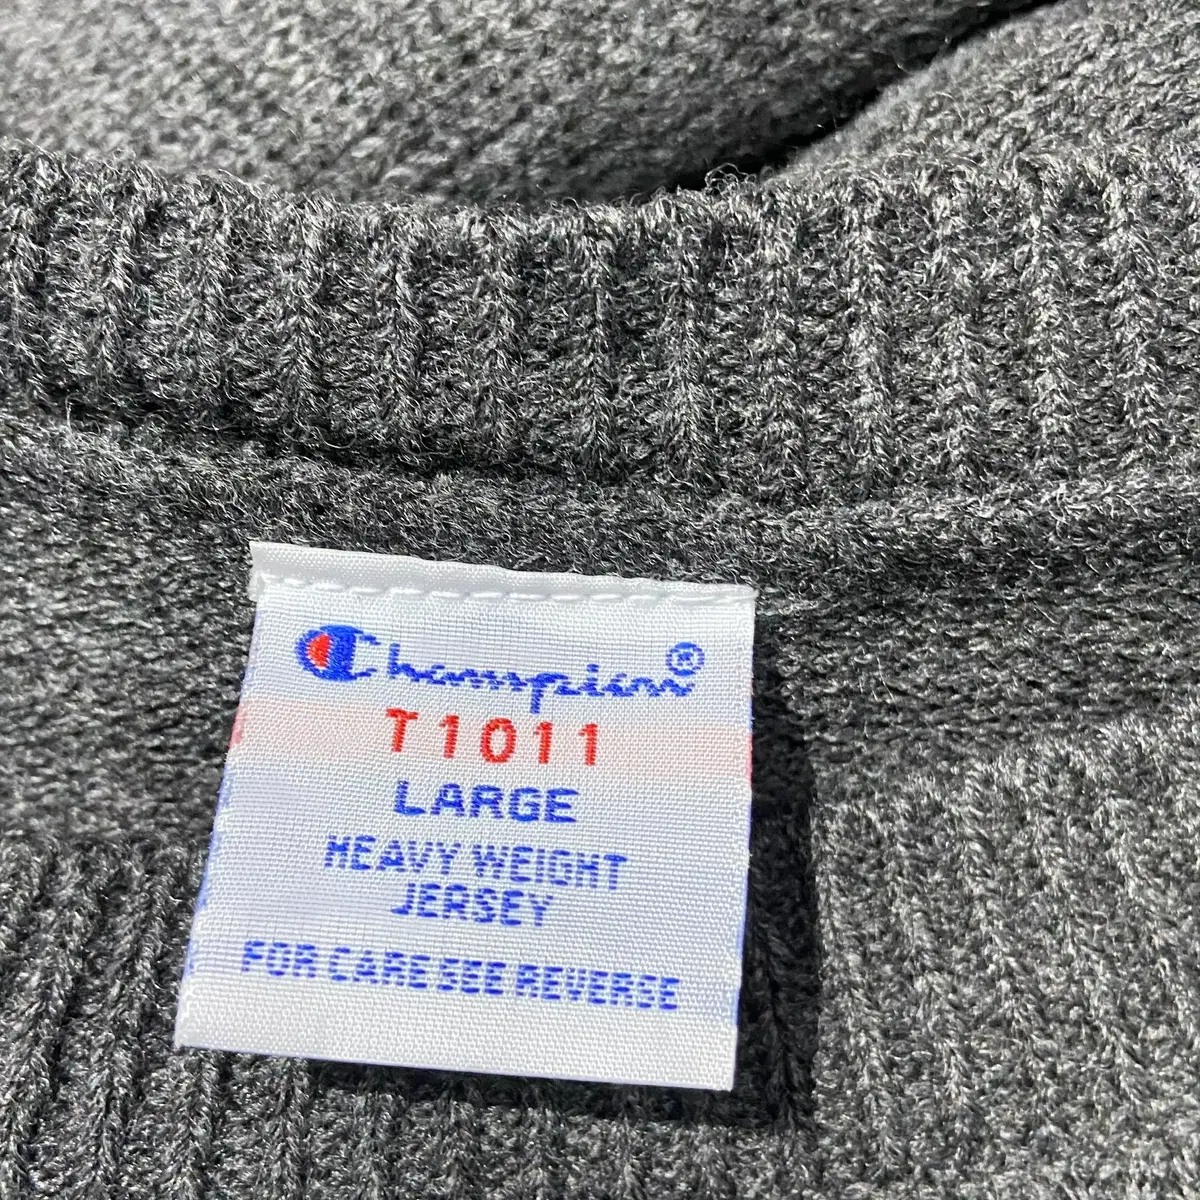 Champion®
T1011
LARGE
HEAVY WEIGHT
JERSEY
FOR CARE SEE REVERSE